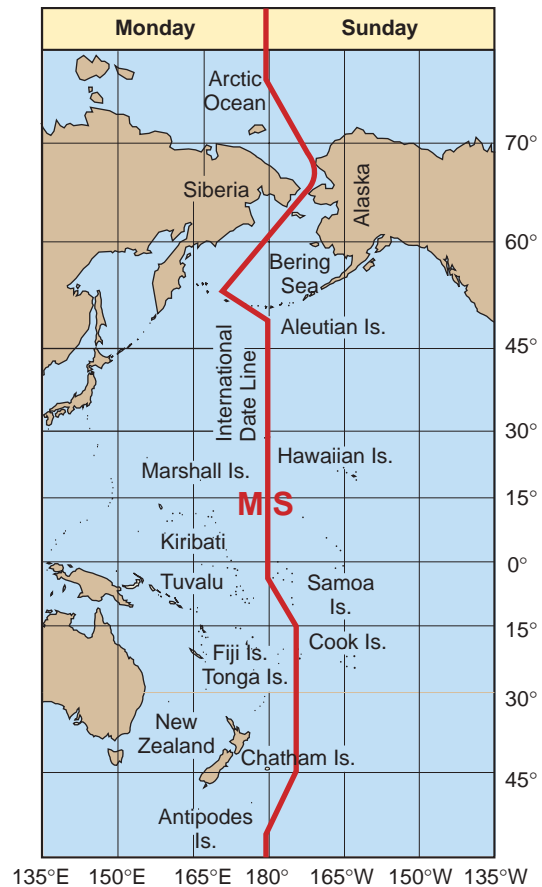 Monday
Sunday
Arctic
Ocean
70°
Siberia
Alaska
60°
Bering
Sea
Aleutian Is.
45°
International
Date Line
30°
Hawaiian Is.
Marshall Is.
M S
15°
Kiribati
0°
Tuvalu
Samoa
Is.
15°
Cook Is.
Fiji Is.
Tonga Is.
30°
New
Zealand
Chatham Is.
45°
Antipodes
Is.
135°E 150°E 165°E 180° 165°W 150°W 135°W